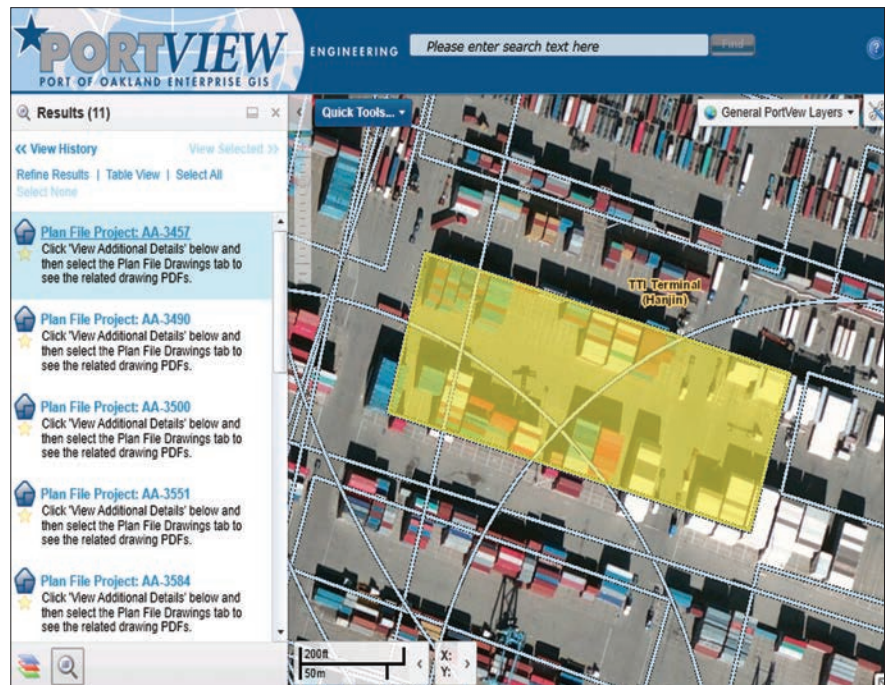 PORTVIEW
PORT OF OAKLAND ENTERPRISE GIS
ENGINEERING
Please enter search text here
Find
?
Results (11)
<< View History
View Selected >>
Refine Results | Table View | Select All
Select None
Plan File Project: AA-3457
Click 'View Additional Details' below and
then select the Plan File Drawings tab to
see the related drawing PDFs.
Plan File Project: AA-3490
Click 'View Additional Details' below and
then select the Plan File Drawings tab to
see the related drawing PDFs.
Plan File Project: AA-3500
Click 'View Additional Details' below and
then select the Plan File Drawings tab to
see the related drawing PDFs.
Plan File Project: AA-3551
Click 'View Additional Details' below and
then select the Plan File Drawings tab to
see the related drawing PDFs.
Plan File Project: AA-3584
Click 'View Additional Details' below and
then select the Plan File Drawings tab to
see the related drawing PDFs.
Quick Tools...
General PortVew Layers
TTI Terminal
(Hanjin)
200ft
50m
X:
Y: